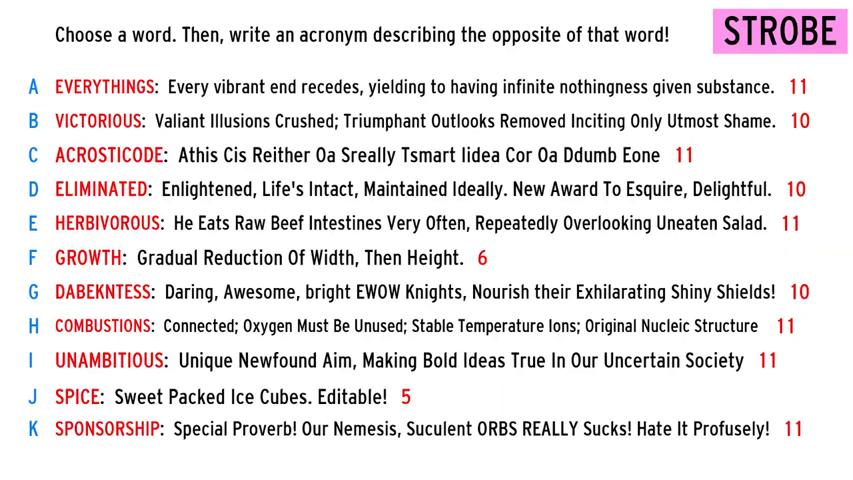 Choose a word. Then, write an acronym describing the opposite of that word!
STROBE
A EVERYTHINGS: Every vibrant end recedes, yielding to having infinite nothingness given substance. 11
B VICTORIOUS: Valiant Illusions Crushed; Triumphant Outlooks Removed Inciting Only Utmost Shame. 10
C ACROSTICODE: Athis Cis Reither Oa Sreally Tsmart Iidea Cor Oa Ddumb Eone 11
D ELIMINATED: Enlightened, Life's Intact, Maintained Ideally. New Award To Esquire, Delightful. 10
E HERBIVOROUS: He Eats Raw Beef Intestines Very Often, Repeatedly Overlooking Uneaten Salad. 11
F GROWTH: Gradual Reduction Of Width, Then Height. 6
G DABEKNTESS: Daring, Awesome, bright EWOW Knights, Nourish their Exhilarating Shiny Shields! 10
H COMBUSTIONS: Connected; Oxygen Must Be Unused; Stable Temperature Ions; Original Nucleic Structure 11
I UNAMBITIOUS: Unique Newfound Aim, Making Bold Ideas True In Our Uncertain Society 11
J SPICE: Sweet Packed Ice Cubes. Editable! 5
K SPONSORSHIP: Special Proverb! Our Nemesis, Suculent ORBS REALLY Sucks! Hate It Profusely! 11